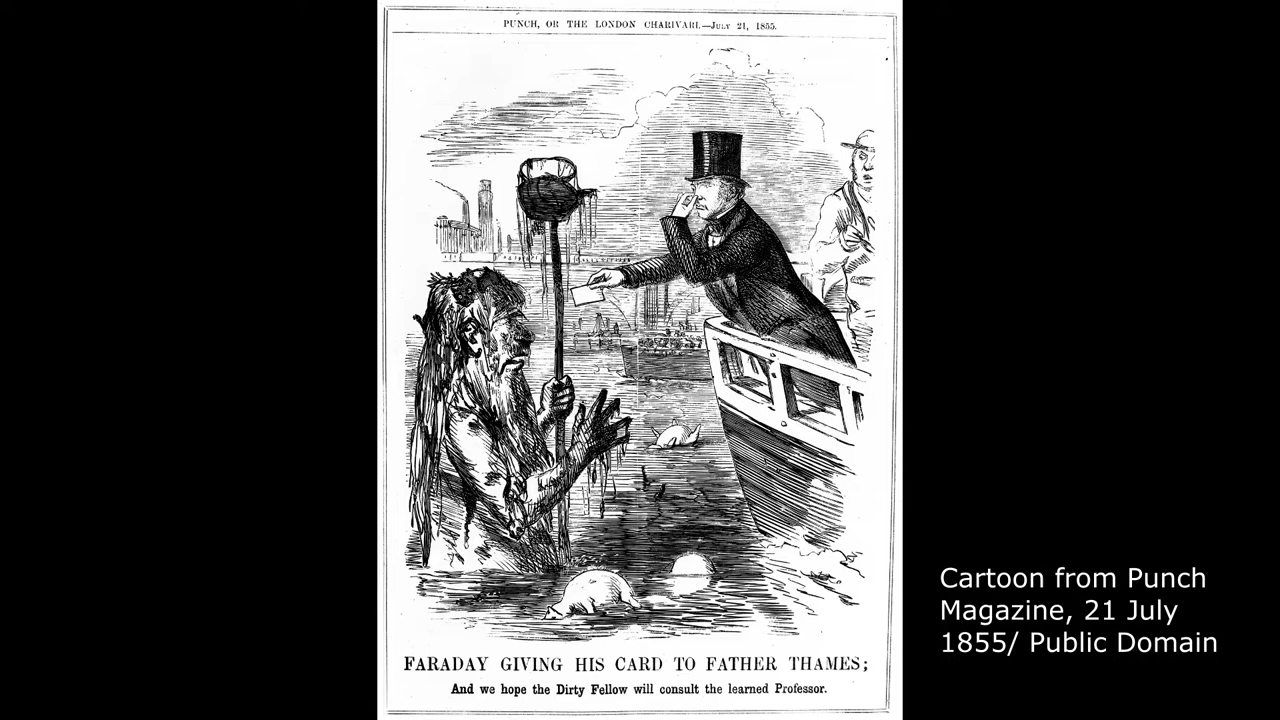 PUNCH, OR THE LONDON CHARIVARI.—JULY 21, 1855.
FARADAY GIVING HIS CARD TO FATHER THAMES;
And we hope the Dirty Fellow will consult the learned Professor.
Cartoon from Punch
Magazine, 21 July
1855/ Public Domain